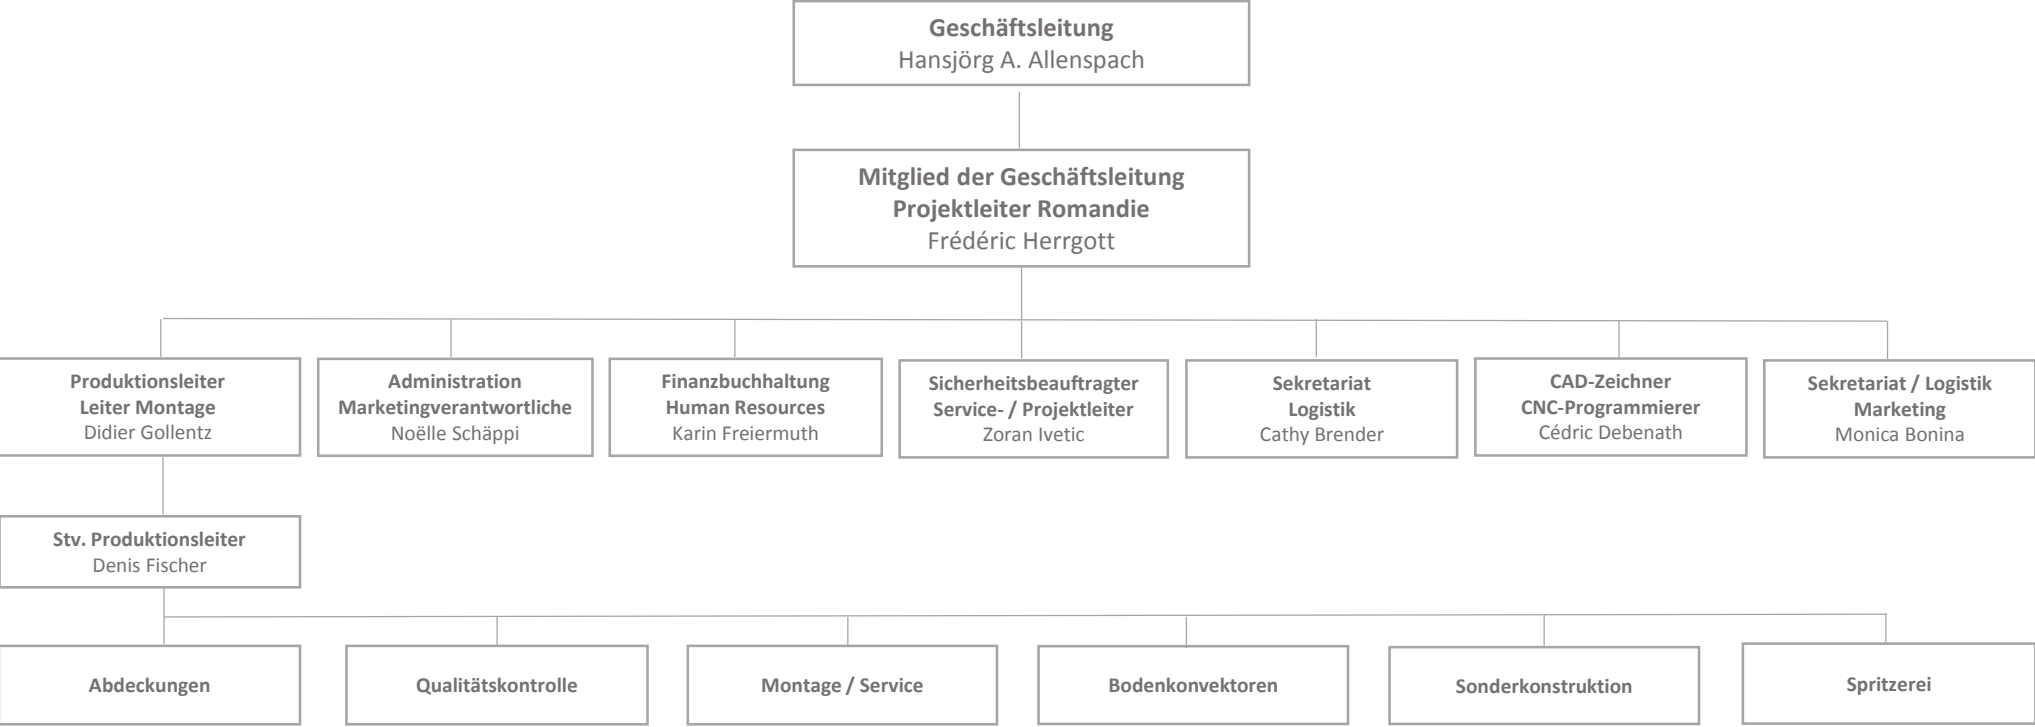 Geschäftsleitung
Hansjörg A. Allenspach
Mitglied der Geschäftsleitung
Projektleiter Romandie
Frédéric Herrgott
Produktionsleiter
Leiter Montage
Didier Gollentz
Administration
Marketingverantwortliche
Noëlle Schäppi
Finanzbuchhaltung
Human Resources
Karin Freiermuth
Sicherheitsbeauftragter
Service- / Projektleiter
Zoran Ivetic
Sekretariat
Logistik
Cathy Brender
CAD-Zeichner
CNC-Programmierer
Cédric Debenath
Sekretariat / Logistik
Marketing
Monica Bonina
Stv. Produktionsleiter
Denis Fischer
Abdeckungen
Qualitätskontrolle
Montage / Service
Bodenkonvektoren
Sonderkonstruktion
Spritzerei